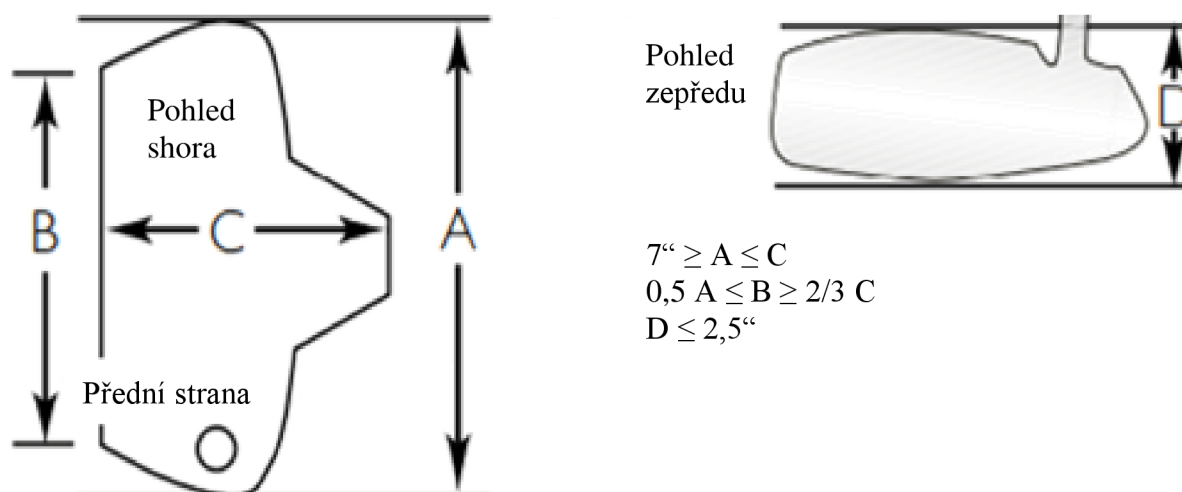 Pohled
shora
B
C
A
Přední strana
Pohled
zepředu
D
7“ ≥ A ≤ C
0,5 A ≤ B ≥ 2/3 C
D ≤ 2,5“